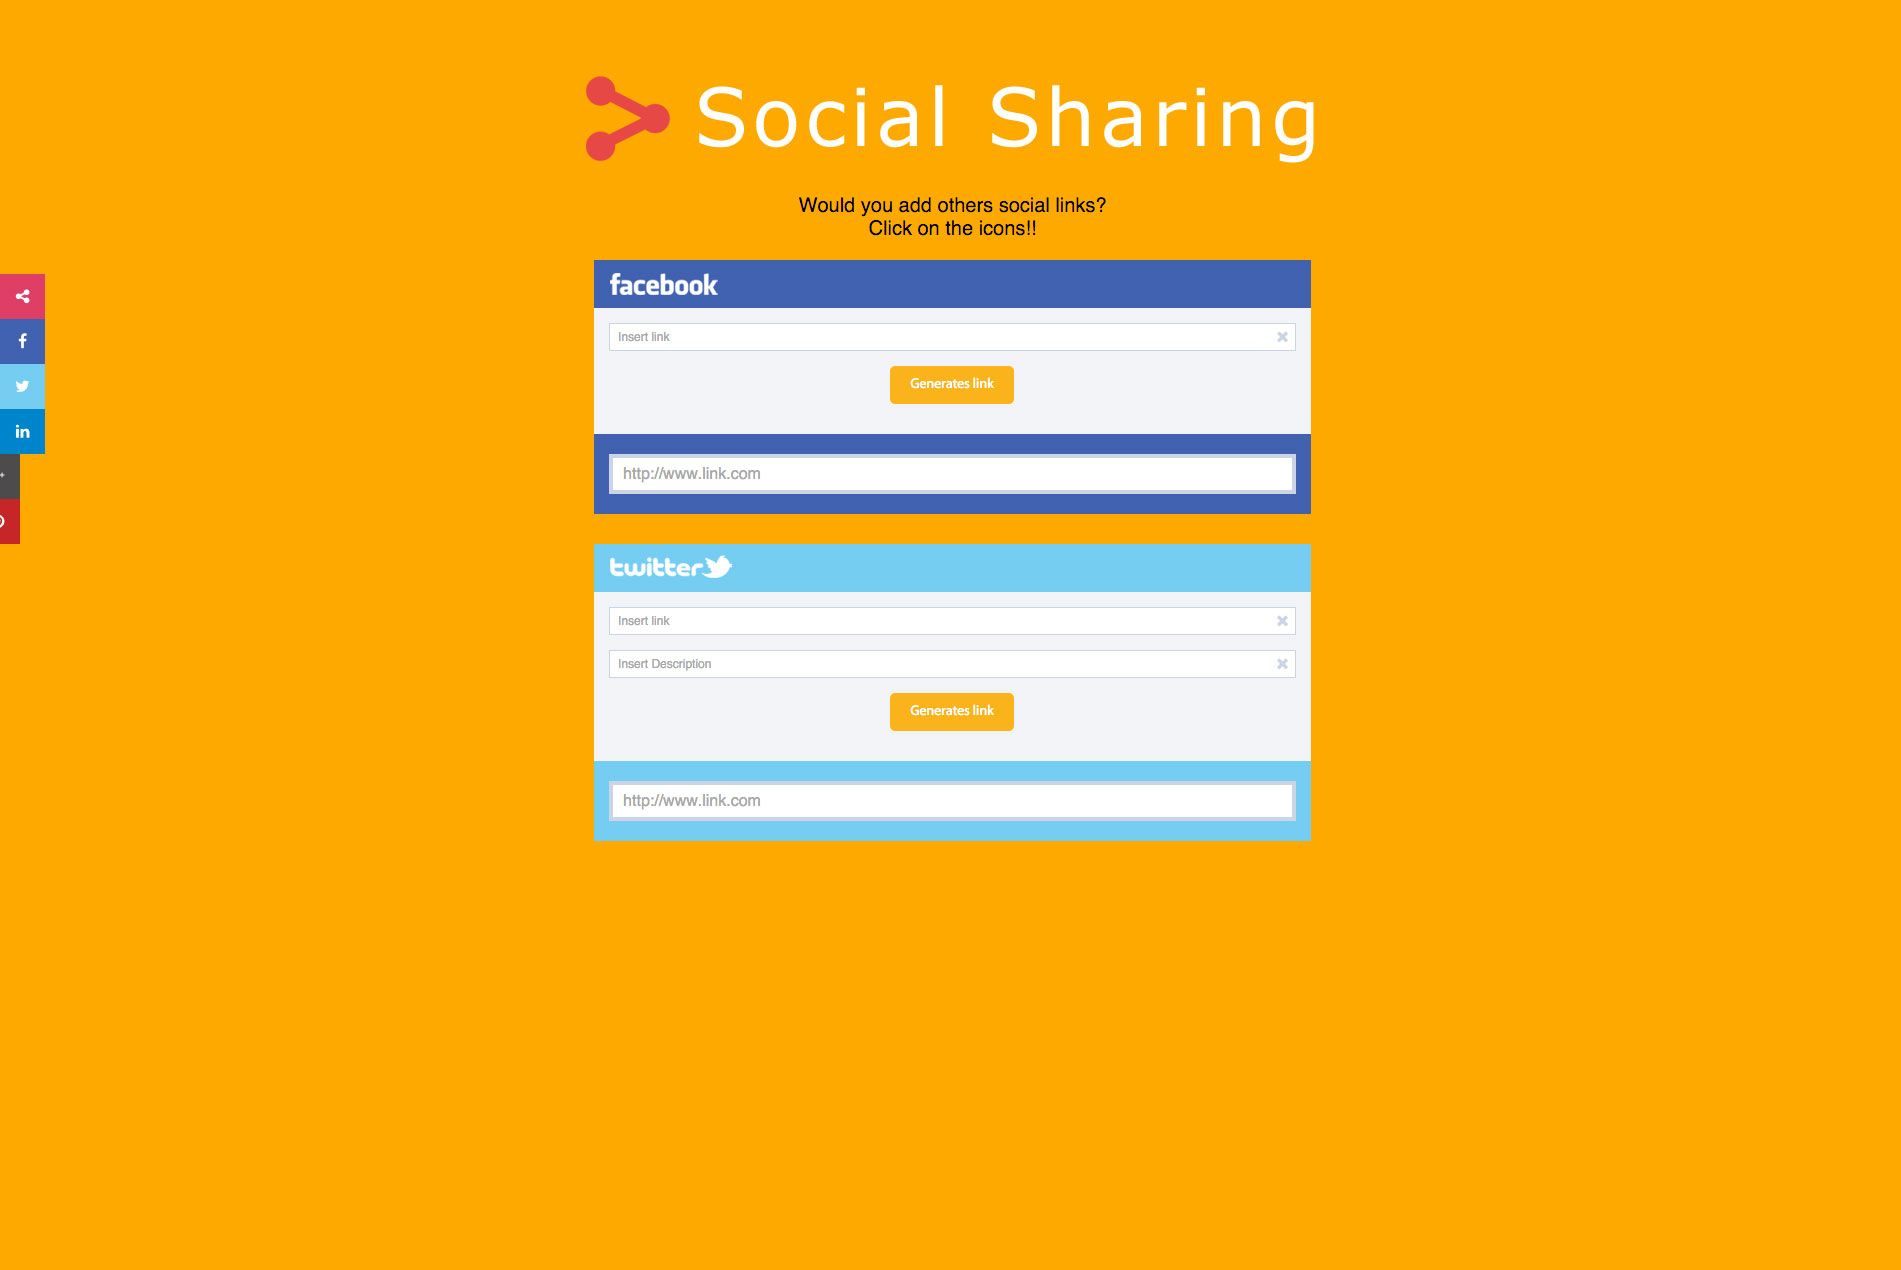 Social Sharing
Would you add others social links?
Click on the icons!!
facebook
Insert link
Generates link
http://www.link.com
twitter
Insert link
Insert Description
Generates link
http://www.link.com